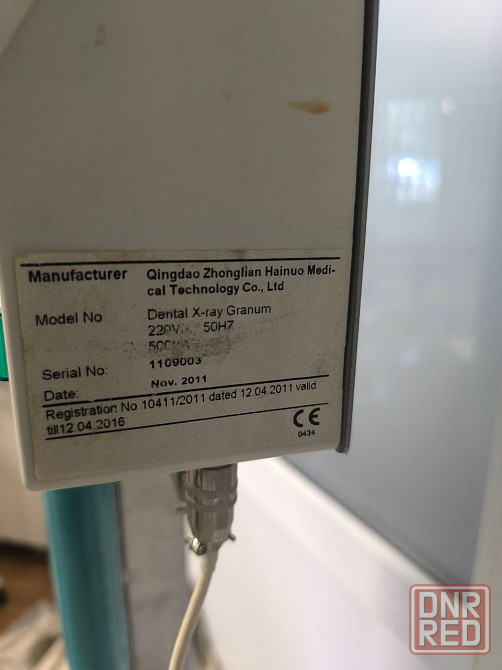 Manufacturer Qingdao Zhonglian Hainuo Medi-
cal Technology Co., Ltd
Model No Dental X-ray Granum
220V 50HZ
Serial No: 1109003
Date: Nov. 2011
Registration No 10411/2011 dated 12.04.2011 valid
till12.04.2016
CE
0434
DNR
RED